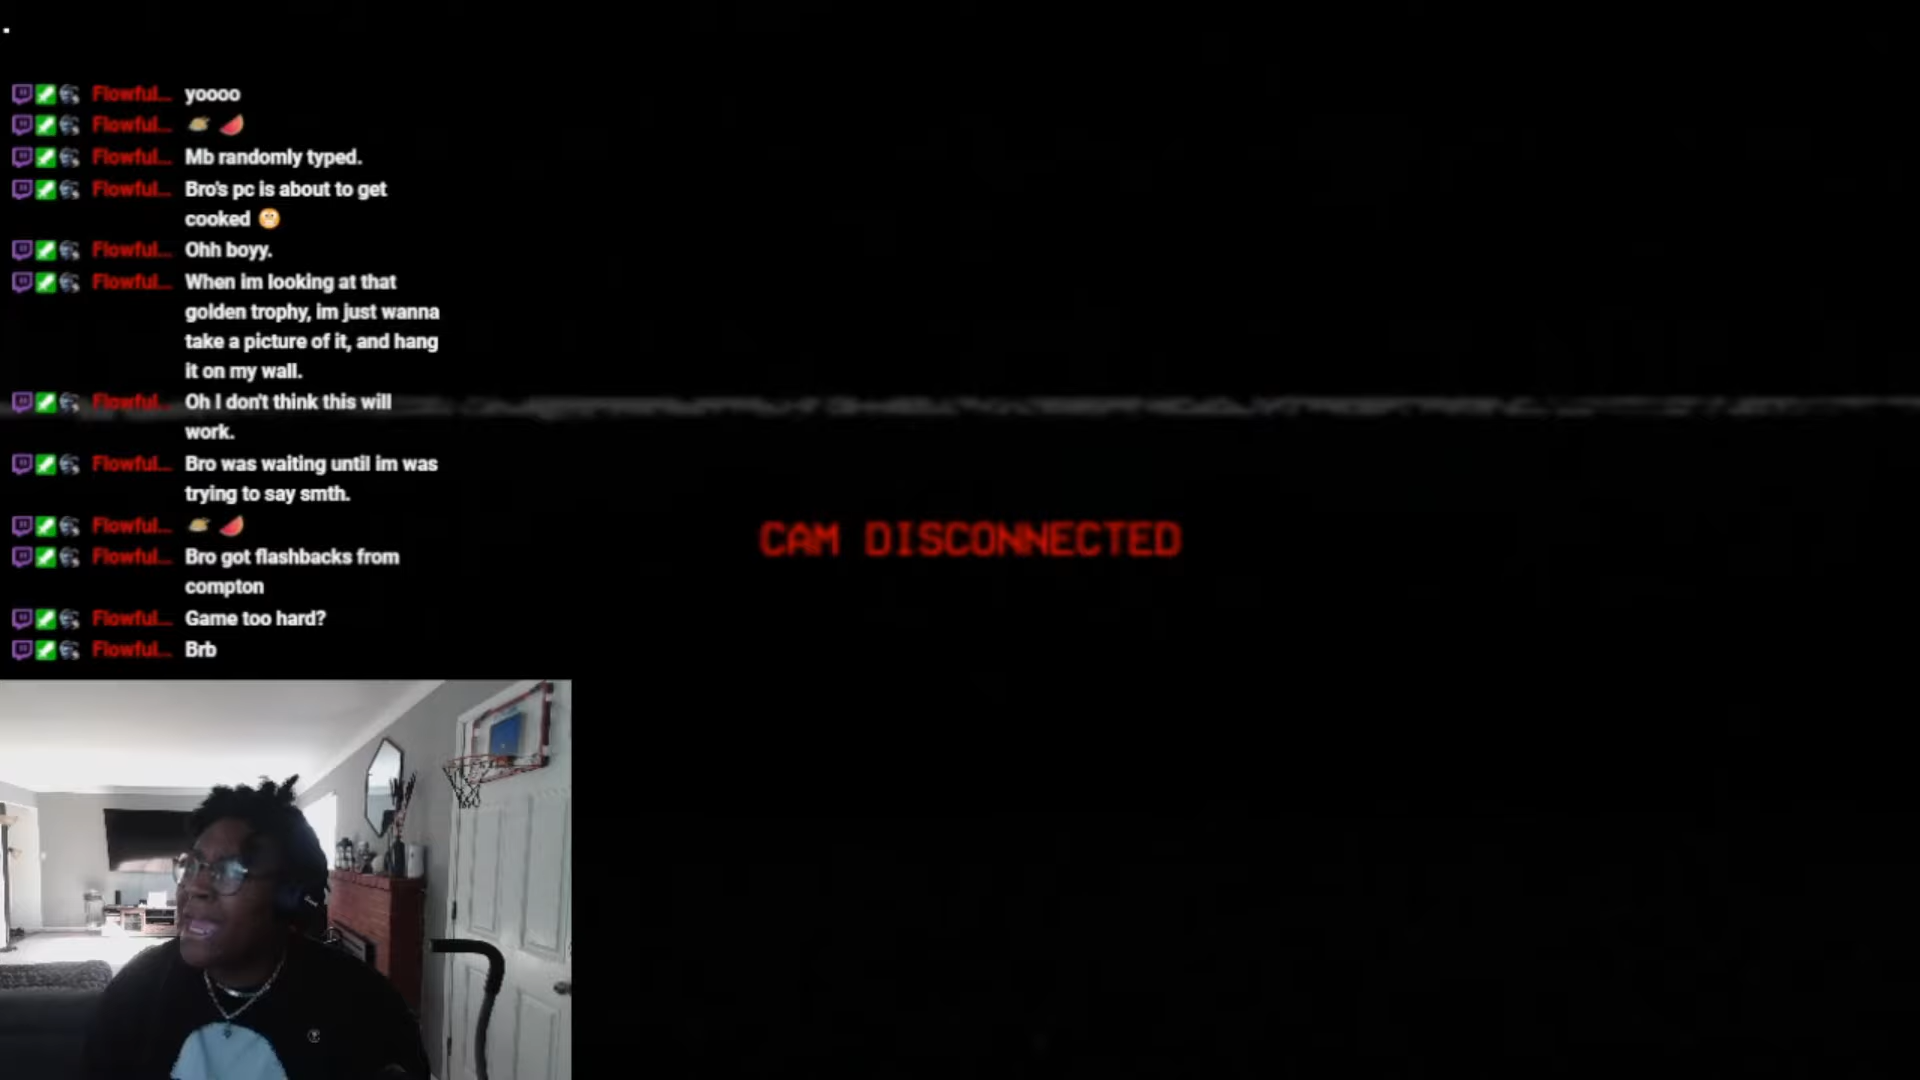 .
Flowful... yoooo
Flowful...
Flowful... Mb randomly typed.
Flowful... Bro's pc is about to get
cooked
Flowful... Ohh boyy.
Flowful... When im looking at that
golden trophy, im just wanna
take a picture of it, and hang
it on my wall.
Flowful... Oh I don't think this will
work.
Flowful... Bro was waiting until im was
trying to say smth.
Flowful...
Flowful... Bro got flashbacks from
compton
Flowful... Game too hard?
Flowful... Brb
CAM DISCONNECTED